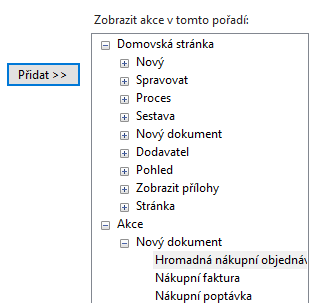 Zobrazit akce v tomto pořadí:
Domovská stránka
Nový
Přidat >>
Spravovat
Proces
Sestava
Nový dokument
Dodavatel
Pohled
Zobrazit přílohy
Stránka
Akce
Nový dokument
Hromadná nákupní objednáv
Nákupní faktura
Nákupní poptávka